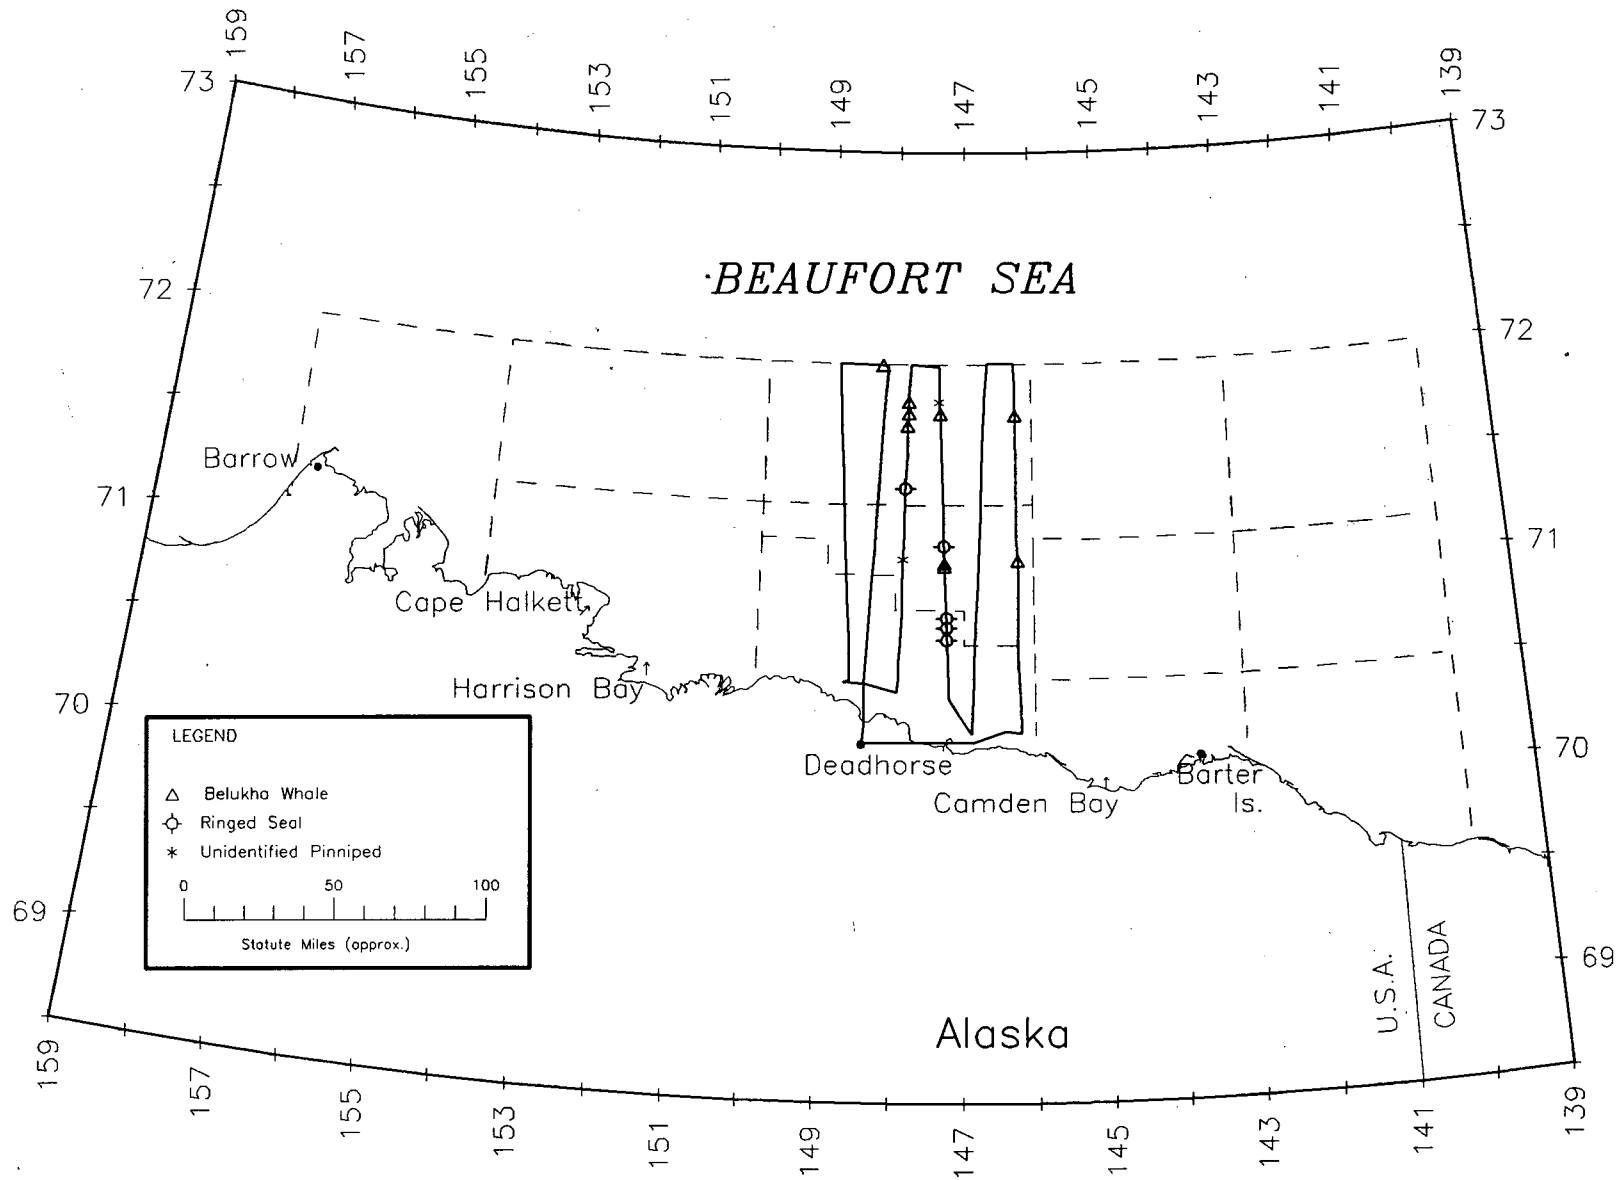 159
157
155
153
151
149
147
145
143
141
139
73
73
BEAUFORT SEA
72
72
Barrow
71
71
Cape Halkett
Harrison Bay
70
70
Deadhorse
Camden Bay
Barter
Is.
LEGEND
Belukha Whale
Ringed Seal
Unidentified Pinniped
0 50 100
Statute Miles (approx.)
69
69
U.S.A.
CANADA
Alaska
159
157
155
153
151
149
147
145
143
141
139